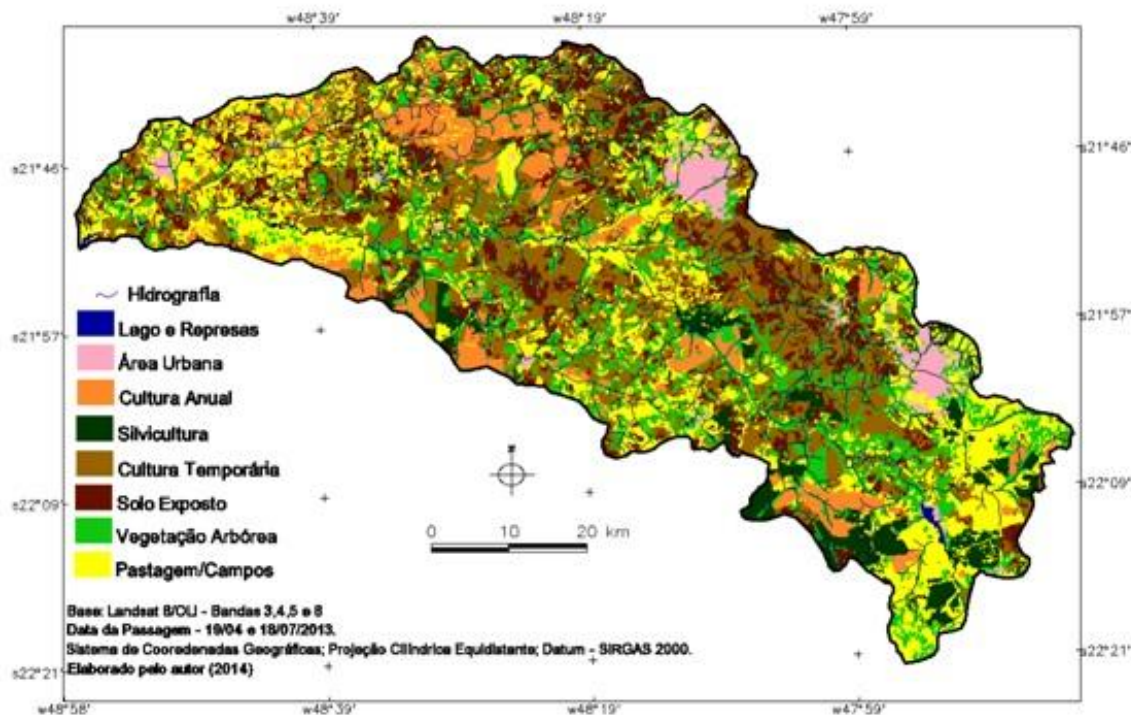 w48°39' w48°19' w47°59'
s21°46' s21°46'
s21°57' s21°57'
s22°09' s22°09'
s22°21' s22°21'
Hidrografia
Lago e Represas
Área Urbana
Cultura Anual
Silvicultura
Cultura Temporária
Solo Exposto
Vegetação Arbórea
Pastagem/Campos
0 10 20 km
Base: Landsat 8/OLI - Bandas 3,4,5 e 8
Data da Passagem - 19/04 e 18/07/2013.
Sistema de Cooredenadas Geográficas; Projeção Cilíndrica Equidistante; Datum - SIRGAS 2000.
Elaborado pelo autor (2014)
w48°58' w48°39' w48°19' w47°59'